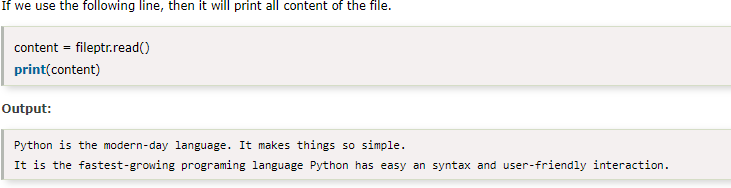 If we use the following line, then it will print all content of the file.
content = fileptr.read()
print(content)
Output:
Python is the modern-day language. It makes things so simple.
It is the fastest-growing programing language Python has easy an syntax and user-friendly interaction.